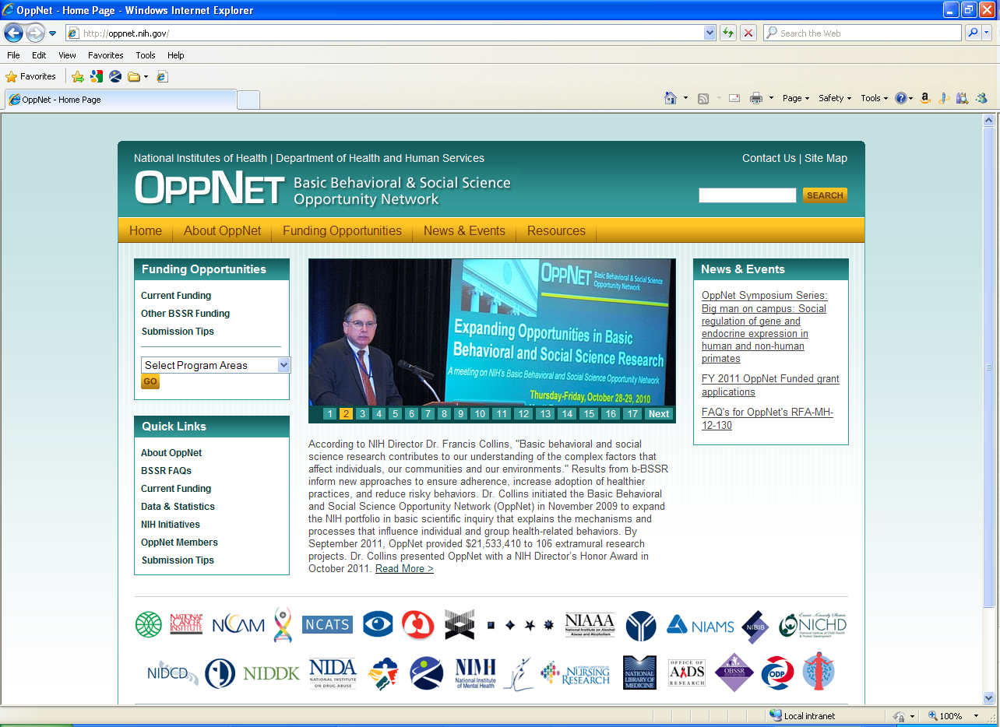 OppNet - Home Page - Windows Internet Explorer
http://oppnet.nih.gov/
Search the Web
File Edit View Favorites Tools Help
Favorites
OppNet - Home Page
Page Safety Tools
National Institutes of Health | Department of Health and Human Services
Contact Us | Site Map
OPPNET Basic Behavioral & Social Science
Opportunity Network
SEARCH
Home About OppNet Funding Opportunities News & Events Resources
Funding Opportunities
Current Funding
Other BSSR Funding
Submission Tips
Select Program Areas
GO
Quick Links
About OppNet
BSSR FAQs
Current Funding
Data & Statistics
NIH Initiatives
OppNet Members
Submission Tips
OPPNET Basic Behavioral & Social Science
Opportunity Network
Expanding Opportunities in Basic
Behavioral and Social Science Research
A meeting on NIH's Basic Behavioral and Social Science Opportunity Network
Thursday-Friday, October 28-29, 2010
1 2 3 4 5 6 7 8 9 10 11 12 13 14 15 16 17 Next
According to NIH Director Dr. Francis Collins, "Basic behavioral and social
science research contributes to our understanding of the complex factors that
affect individuals, our communities and our environments." Results from b-BSSR
inform new approaches to ensure adherence, increase adoption of healthier
practices, and reduce risky behaviors. Dr. Collins initiated the Basic Behavioral
and Social Science Opportunity Network (OppNet) in November 2009 to expand
the NIH portfolio in basic scientific inquiry that explains the mechanisms and
processes that influence individual and group health-related behaviors. By
September 2011, OppNet provided $21,533,410 to 106 extramural research
projects. Dr. Collins presented OppNet with a NIH Director's Honor Award in
October 2011. Read More >
News & Events
OppNet Symposium Series:
Big man on campus: Social
regulation of gene and
endocrine expression in
human and non-human
primates
FY 2011 OppNet Funded grant
applications
FAQ's for OppNet's RFA-MH-
12-130
NATIONAL
CANCER
INSTITUTE
NCCAM
NCATS
NIAAA
National Institute on Alcohol
Abuse and Alcoholism
NIAMS
NIBIB
NICHD
NIDCD
NIDDK
NIDA
NATIONAL INSTITUTE
ON DRUG ABUSE
NIMH
National Institute
of Mental Health
NATIONAL INSTITUTE OF
NURSING
RESEARCH
NATIONAL
LIBRARY OF
MEDICINE
OFFICE OF
AIDS
RESEARCH
OBSSR
ODP
Local intranet
100%